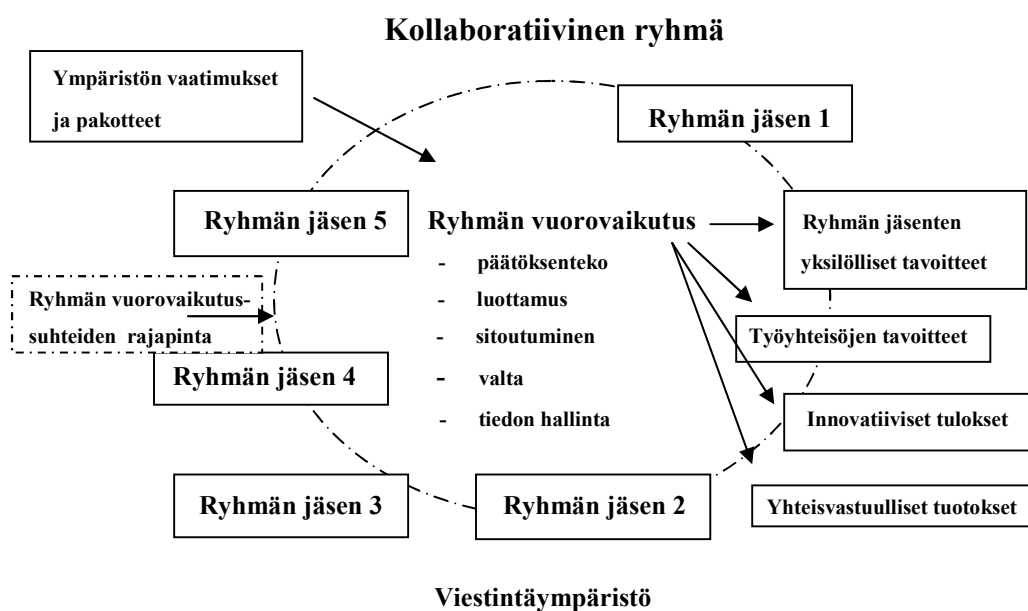 Kollaboratiivinen ryhmä
Ympäristön vaatimukset
ja pakotteet
Ryhmän jäsen 1
Ryhmän jäsen 5
Ryhmän vuorovaikutus
- päätöksenteko
- luottamus
- sitoutuminen
- valta
- tiedon hallinta
Ryhmän jäsenten
yksilölliset tavoitteet
Ryhmän vuorovaikutus-
suhteiden rajapinta
Työyhteisöjen tavoitteet
Ryhmän jäsen 4
Innovatiiviset tulokset
Ryhmän jäsen 3
Ryhmän jäsen 2
Yhteisvastuulliset tuotokset
Viestintäympäristö